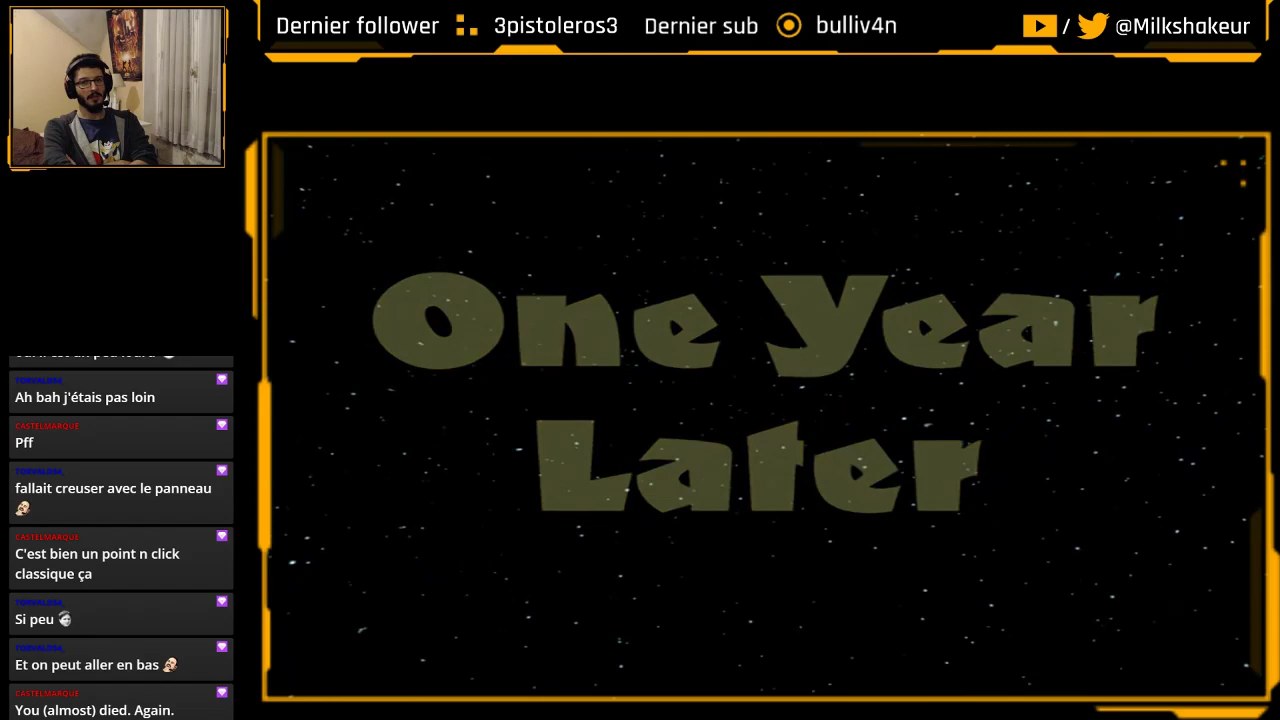 Dernier follower 3pistoleros3 Dernier sub bulliv4n / @Milkshakeur
One Year
Later
Ah bah j'étais pas loin
CASTELMARQUE
Pff
fallait creuser avec le panneau
CASTELMARQUE
C'est bien un point n click
classique ça
Si peu
Et on peut aller en bas
CASTELMARQUE
You (almost) died. Again.